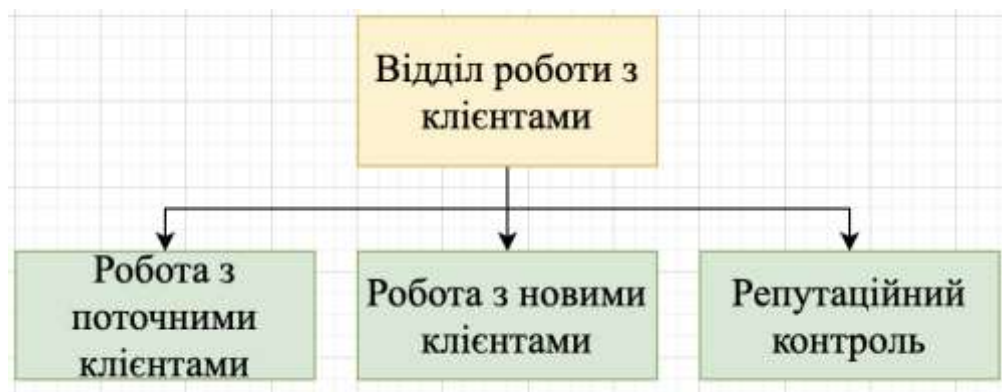 Відділ роботи з
клієнтами
Робота з
поточними
клієнтами
Робота з новими
клієнтами
Репутаційний
контроль